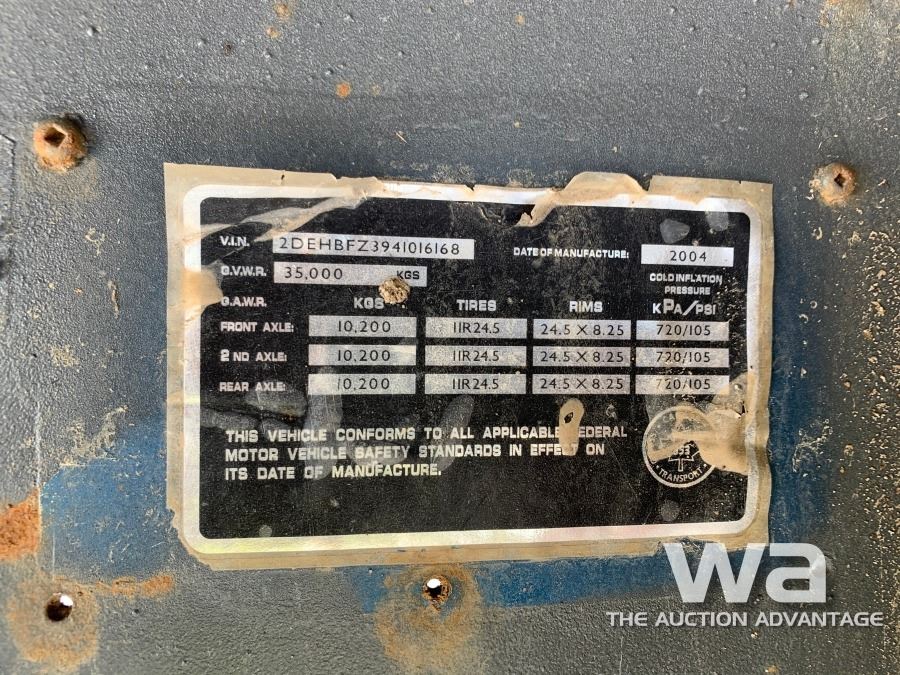 V.I.N. 2DEHBFZ3941016168 DATE OF MANUFACTURE: 2004
G.V.W.R. 35,000 KGS
COLD INFLATION
PRESSURE
G.A.W.R. KGS TIRES RIMS KPa/PSI
FRONT AXLE: 10,200 11R24.5 24.5 X 8.25 720/105
2 ND AXLE: 10,200 11R24.5 24.5 X 8.25 720/105
REAR AXLE: 10,200 11R24.5 24.5 X 8.25 720/105
THIS VEHICLE CONFORMS TO ALL APPLICABLE FEDERAL
MOTOR VEHICLE SAFETY STANDARDS IN EFFECT ON
ITS DATE OF MANUFACTURE.
TRANSPORT
wa
THE AUCTION ADVANTAGE